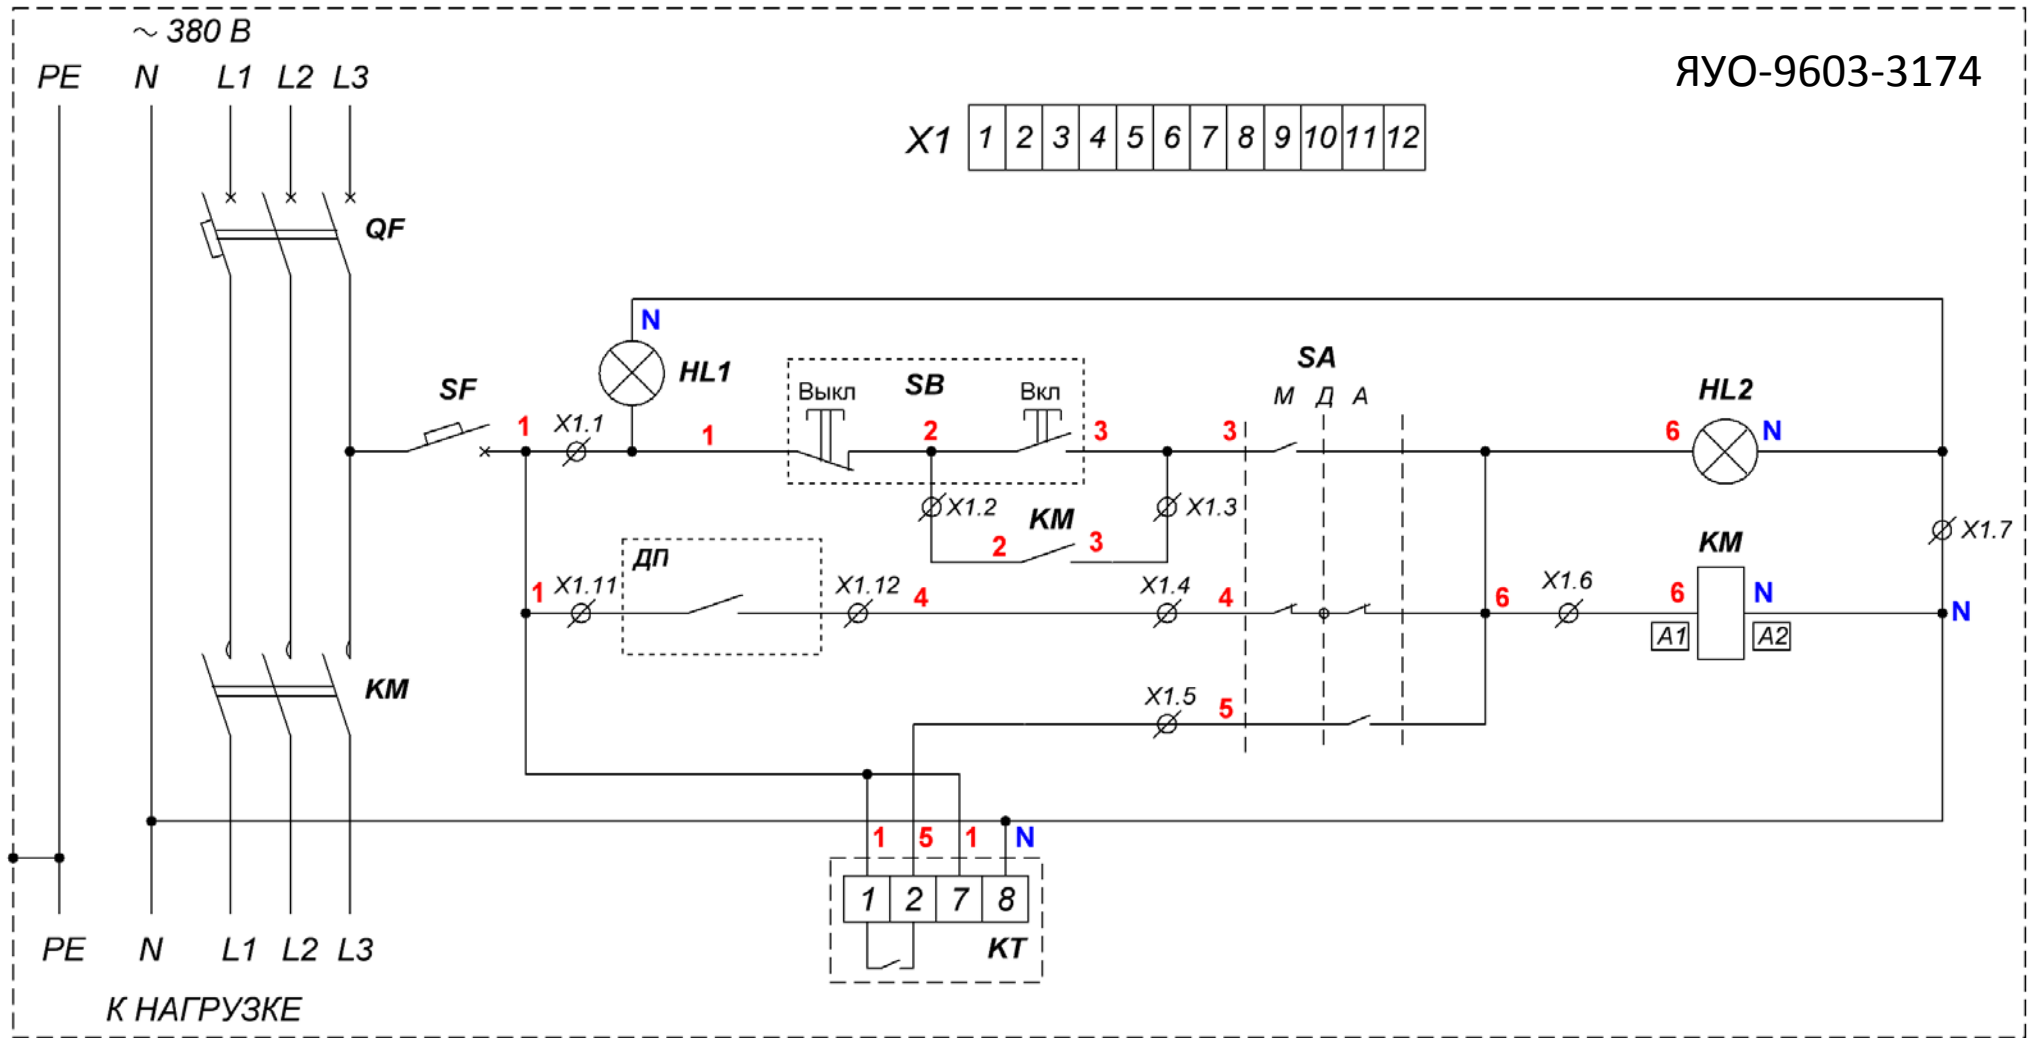 ~ 380 В
PE N L1 L2 L3
ЯУО-9603-3174
X1 1 2 3 4 5 6 7 8 9 10 11 12
QF
N
HL1
SF
1
X1.1
1
Выкл
SB
Вкл
2
3
SA
М Д А
3
HL2
6
N
X1.2
KM
X1.3
2
3
X1.7
ДП
1
X1.11
X1.12
4
X1.4
4
6
X1.6
KM
6
N
A1
A2
N
KM
X1.5
5
1 5 1 N
1 2 7 8
KT
PE N L1 L2 L3
К НАГРУЗКЕ